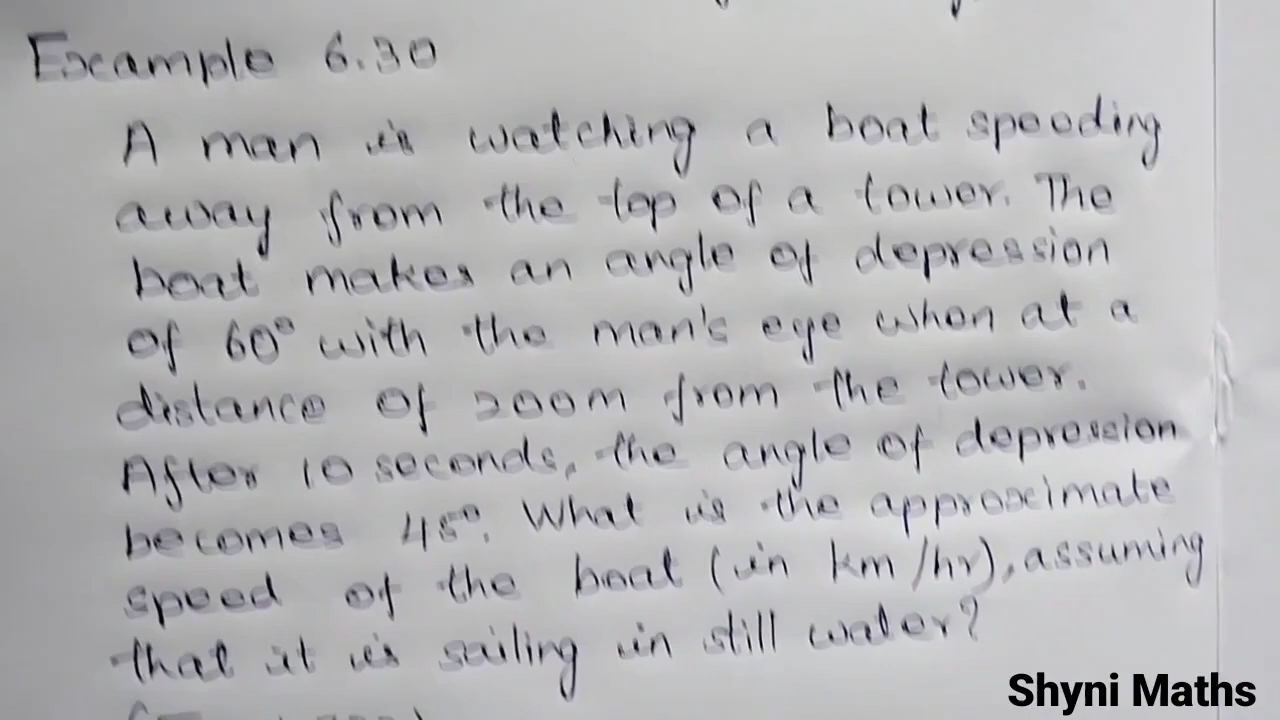 Example 6.30
A man is watching a boat speeding
away from the top of a tower. The
boat makes an angle of depression
of 60° with the man's eye when at a
distance of 200m from the tower.
After 10 seconds, the angle of depression
becomes 45°. What is the approximate
speed of the boat (in km/hr), assuming
that it is sailing in still water?
Shyni Maths